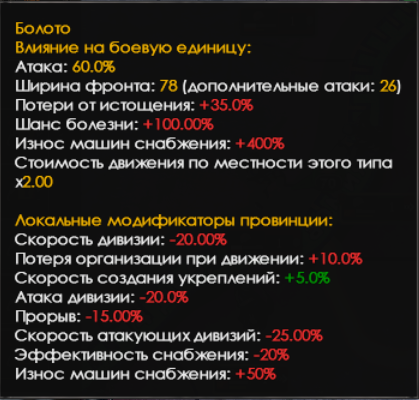 Болото
Влияние на боевую единицу:
Атака: 60.0%
Ширина фронта: 78 (дополнительные атаки: 26)
Потери от истощения: +35.0%
Шанс болезни: +100.00%
Износ машин снабжения: +400%
Стоимость движения по местности этого типа
x2.00
Локальные модификаторы провинции:
Скорость дивизии: -20.00%
Потеря организации при движении: +10.0%
Скорость создания укреплений: +5.0%
Атака дивизии: -20.0%
Прорыв: -15.00%
Скорость атакующих дивизий: -25.00%
Эффективность снабжения: -20%
Износ машин снабжения: +50%